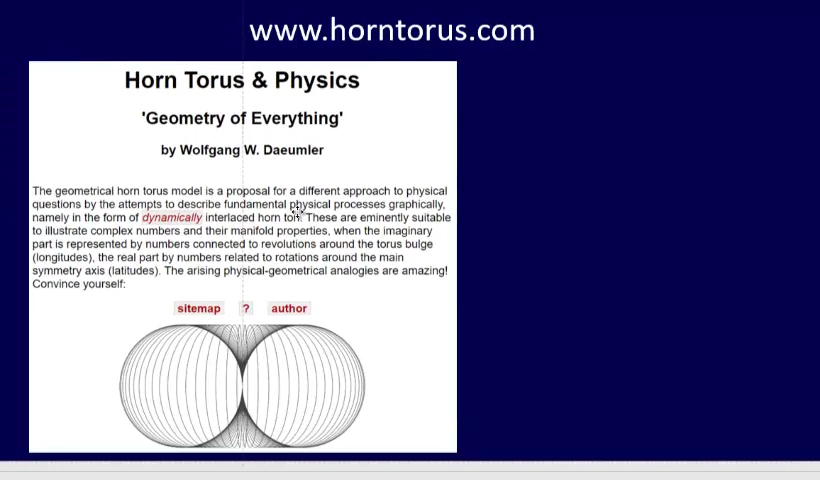 www.horntorus.com
Horn Torus & Physics
'Geometry of Everything'
by Wolfgang W. Daeumler
The geometrical horn torus model is a proposal for a different approach to physical
questions by the attempts to describe fundamental physical processes graphically,
namely in the form of dynamically interlaced horn tori. These are eminently suitable
to illustrate complex numbers and their manifold properties, when the imaginary
part is represented by numbers connected to revolutions around the torus bulge
(longitudes), the real part by numbers related to rotations around the main
symmetry axis (latitudes). The arising physical-geometrical analogies are amazing!
Convince yourself:
sitemap ? author